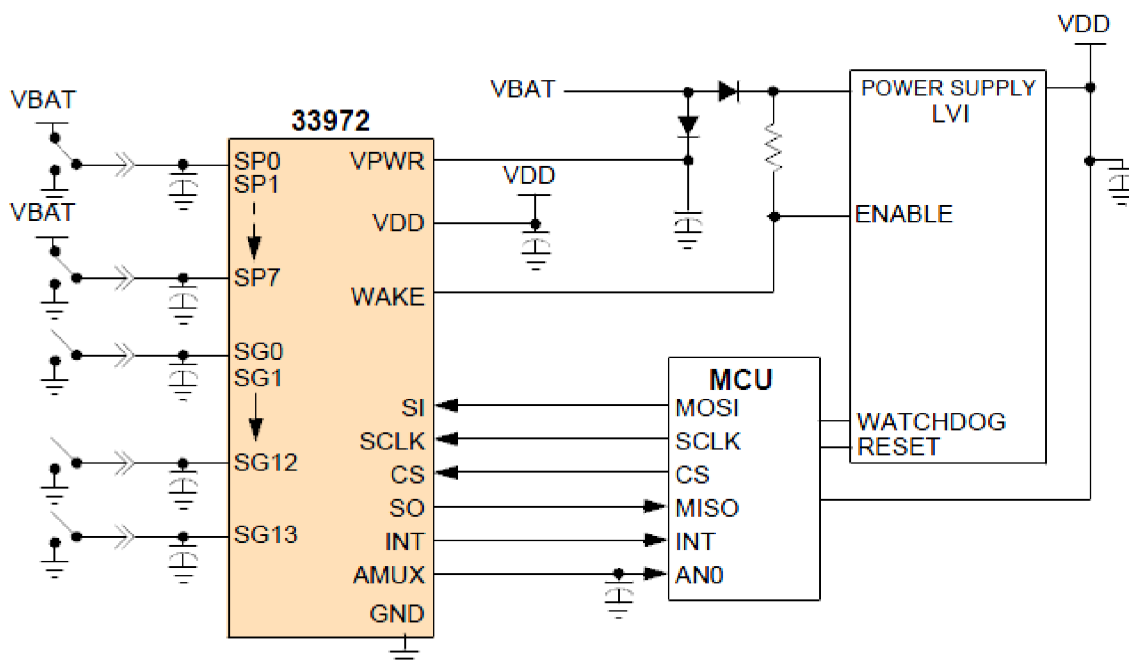 VDD
VBAT
33972
VBAT
POWER SUPPLY
LVI
SP0
SP1
VPWR
VDD
VBAT
VDD
ENABLE
SP7
WAKE
SG0
SG1
MCU
SI
MOSI
WATCHDOG
SCLK
SCLK
RESET
SG12
CS
CS
SO
MISO
SG13
INT
INT
AMUX
AN0
GND